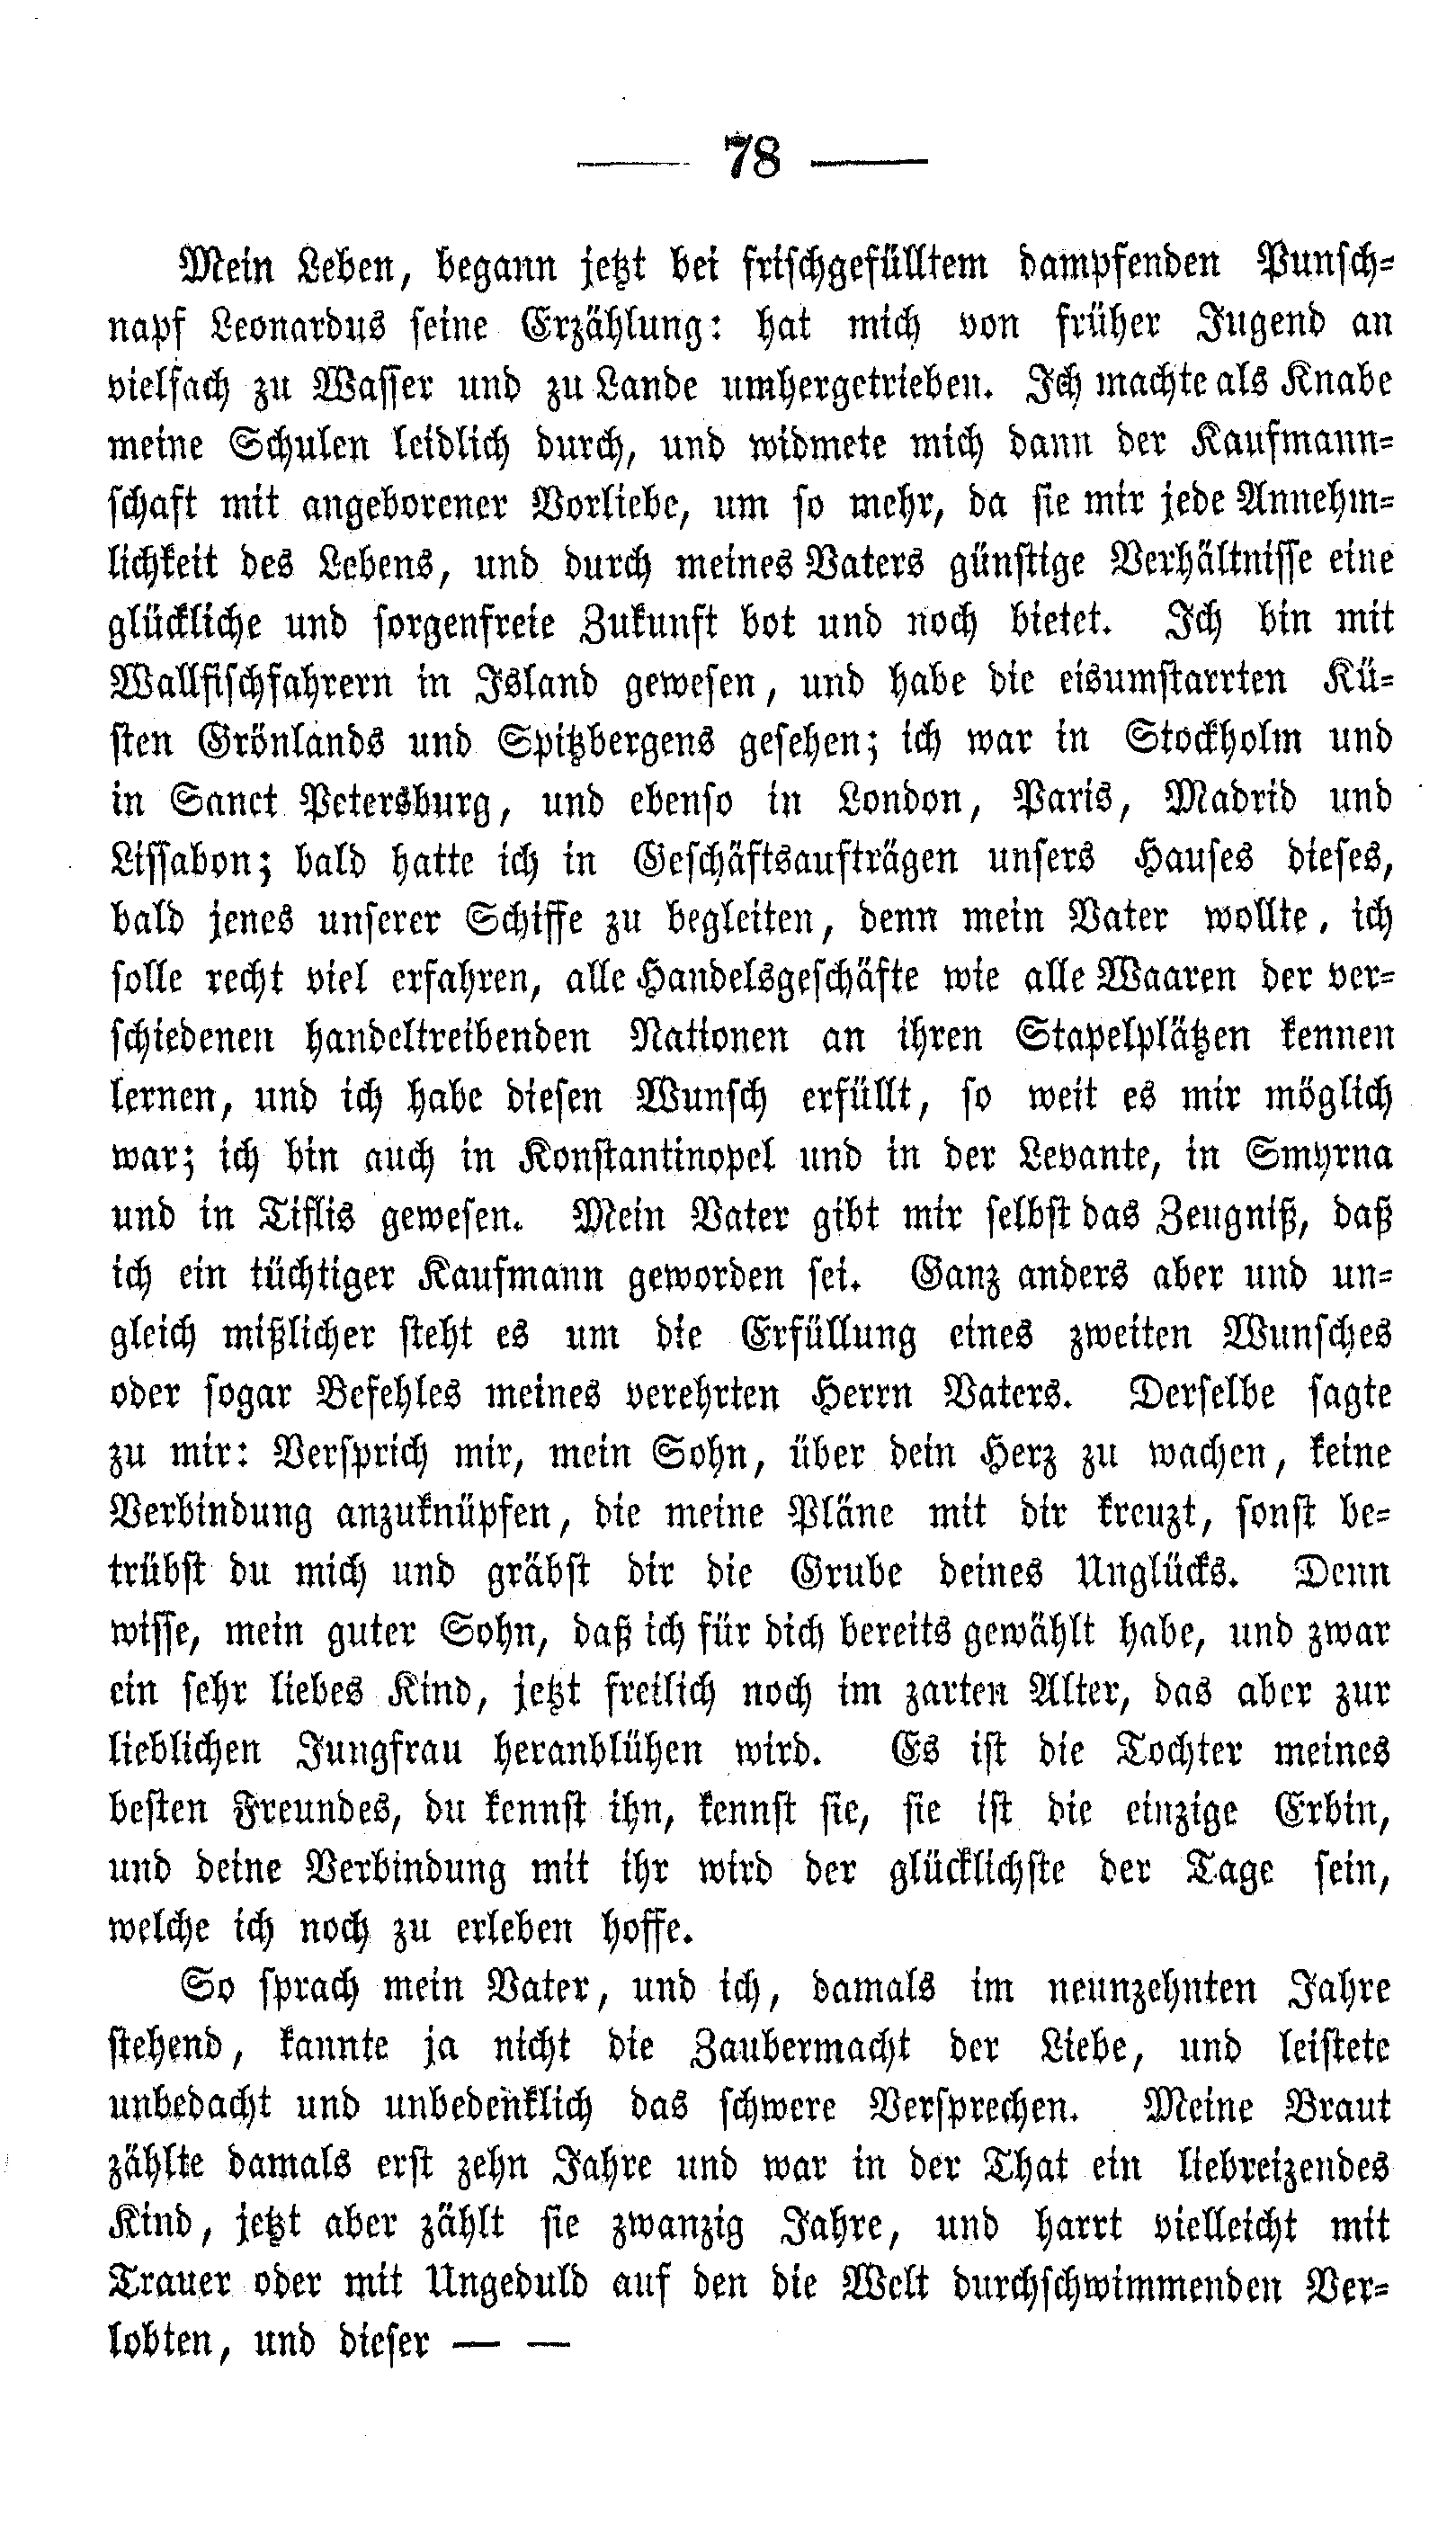 — 78 —
Mein Leben, begann jetzt bei frischgefülltem dampfenden Punsch-
napf Leonardus seine Erzählung: hat mich von früher Jugend an
vielfach zu Wasser und zu Lande umhergetrieben. Ich machte als Knabe
meine Schulen leidlich durch, und widmete mich dann der Kaufmann-
schaft mit angeborener Vorliebe, um so mehr, da sie mir jede Annehm-
lichkeit des Lebens, und durch meines Vaters günstige Verhältnisse eine
glückliche und sorgenfreie Zukunft bot und noch bietet. Ich bin mit
Wallfischfahrern in Island gewesen, und habe die eisumstarrten Kü-
sten Grönlands und Spitzbergens gesehen; ich war in Stockholm und
in Sanct Petersburg, und ebenso in London, Paris, Madrid und
Lissabon; bald hatte ich in Geschäftsaufträgen unsers Hauses dieses,
bald jenes unserer Schiffe zu begleiten, denn mein Vater wollte, ich
solle recht viel erfahren, alle Handelsgeschäfte wie alle Waaren der ver-
schiedenen handeltreibenden Nationen an ihren Stapelplätzen kennen
lernen, und ich habe diesen Wunsch erfüllt, so weit es mir möglich
war; ich bin auch in Konstantinopel und in der Levante, in Smyrna
und in Tiflis gewesen. Mein Vater gibt mir selbst das Zeugniß, daß
ich ein tüchtiger Kaufmann geworden sei. Ganz anders aber und un-
gleich mißlicher steht es um die Erfüllung eines zweiten Wunsches
oder sogar Befehles meines verehrten Herrn Vaters. Derselbe sagte
zu mir: Versprich mir, mein Sohn, über dein Herz zu wachen, keine
Verbindung anzuknüpfen, die meine Pläne mit dir kreuzt, sonst be-
trübst du mich und gräbst dir die Grube deines Unglücks. Denn
wisse, mein guter Sohn, daß ich für dich bereits gewählt habe, und zwar
ein sehr liebes Kind, jetzt freilich noch im zarten Alter, das aber zur
lieblichen Jungfrau heranblühen wird. Es ist die Tochter meines
besten Freundes, du kennst ihn, kennst sie, sie ist die einzige Erbin,
und deine Verbindung mit ihr wird der glücklichste der Tage sein,
welche ich noch zu erleben hoffe.
So sprach mein Vater, und ich, damals im neunzehnten Jahre
stehend, kannte ja nicht die Zaubermacht der Liebe, und leistete
unbedacht und unbedenklich das schwere Versprechen. Meine Braut
zählte damals erst zehn Jahre und war in der That ein liebreizendes
Kind, jetzt aber zählt sie zwanzig Jahre, und harrt vielleicht mit
Trauer oder mit Ungeduld auf den die Welt durchschwimmenden Ver-
lobten, und dieser — —